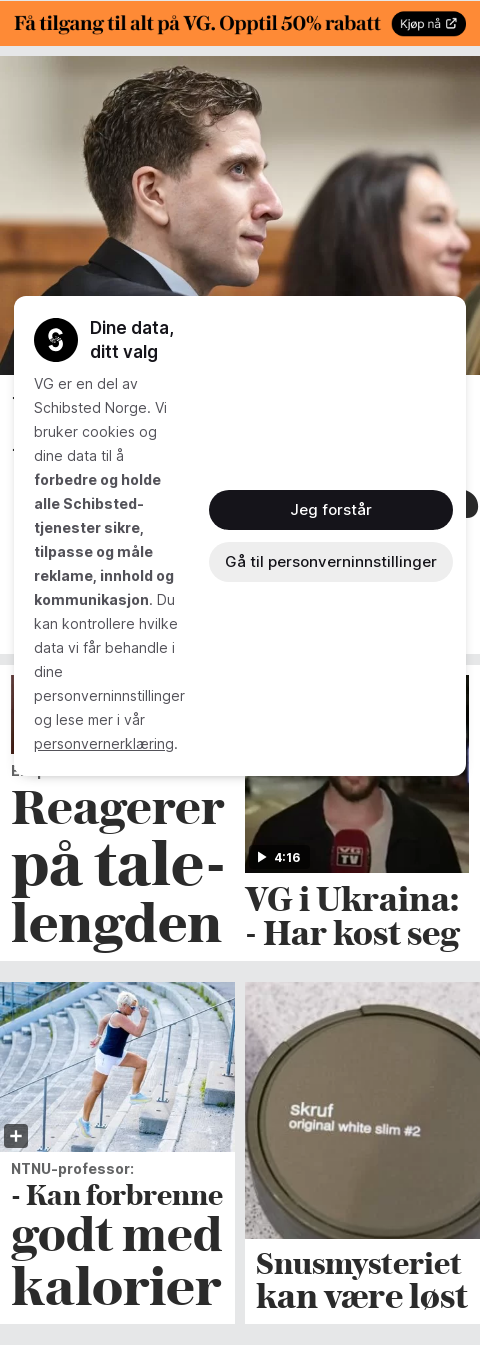 Få tilgang til alt på VG. Opptil 50% rabatt
Kjøp nå
Dine data,
ditt valg
VG er en del av
Schibsted Norge. Vi
bruker cookies og
dine data til å
forbedre og holde
alle Schibsted-
tjenester sikre,
tilpasse og måle
reklame, innhold og
kommunikasjon. Du
kan kontrollere hvilke
data vi får behandle i
dine
personverninnstillinger
og lese mer i vår
personvernerklæring.
Jeg forstår
Gå til personverninnstillinger
Reagerer
på tale-
lengden
VG
TV
4:16
VG i Ukraina:
- Har kost seg
NTNU-professor:
- Kan forbrenne
godt med
kalorier
skruf
original white slim #2
Snusmysteriet
kan være løst